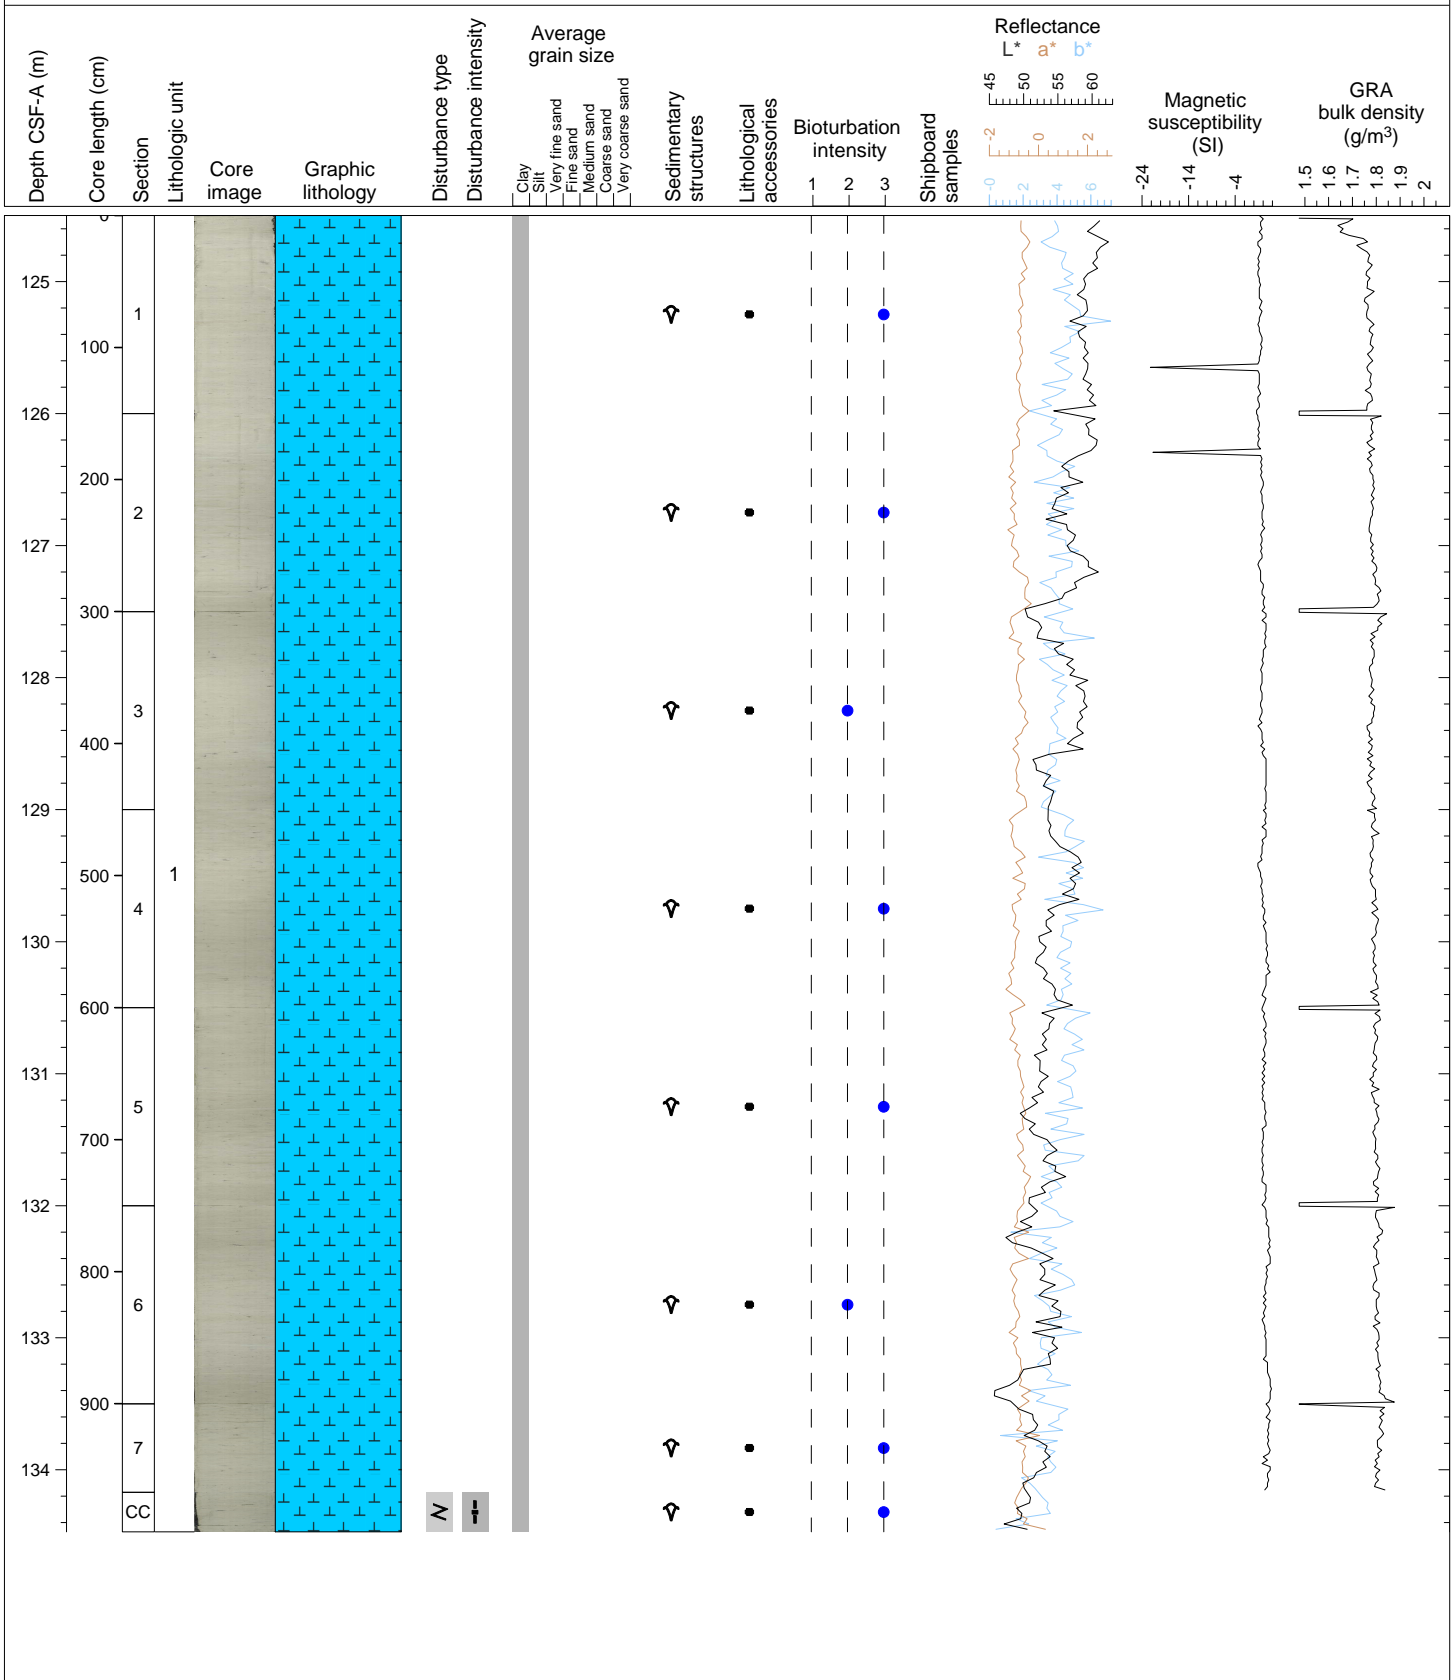 Depth CSF-A (m)
Core length (cm)
Section
Lithologic unit
Core
image
Graphic
lithology
Disturbance type
Disturbance intensity
Average
grain size
Clay
Silt
Very fine sand
Fine sand
Medium sand
Coarse sand
Very coarse sand
Sedimentary
structures
Lithological
accessories
Bioturbation
intensity
1 2 3
Shipboard
samples
Reflectance
L* a* b*
45 50 55 60
-2 0 2
-0 2 4 6
Magnetic
susceptibility
(SI)
-24 -14 -4
GRA
bulk density
(g/m3)
1.5 1.6 1.7 1.8 1.9 2
0
125
1
100
126
200
2
127
300
128
3
400
129
500
1
4
130
600
131
5
700
132
800
6
133
900
7
134
CC